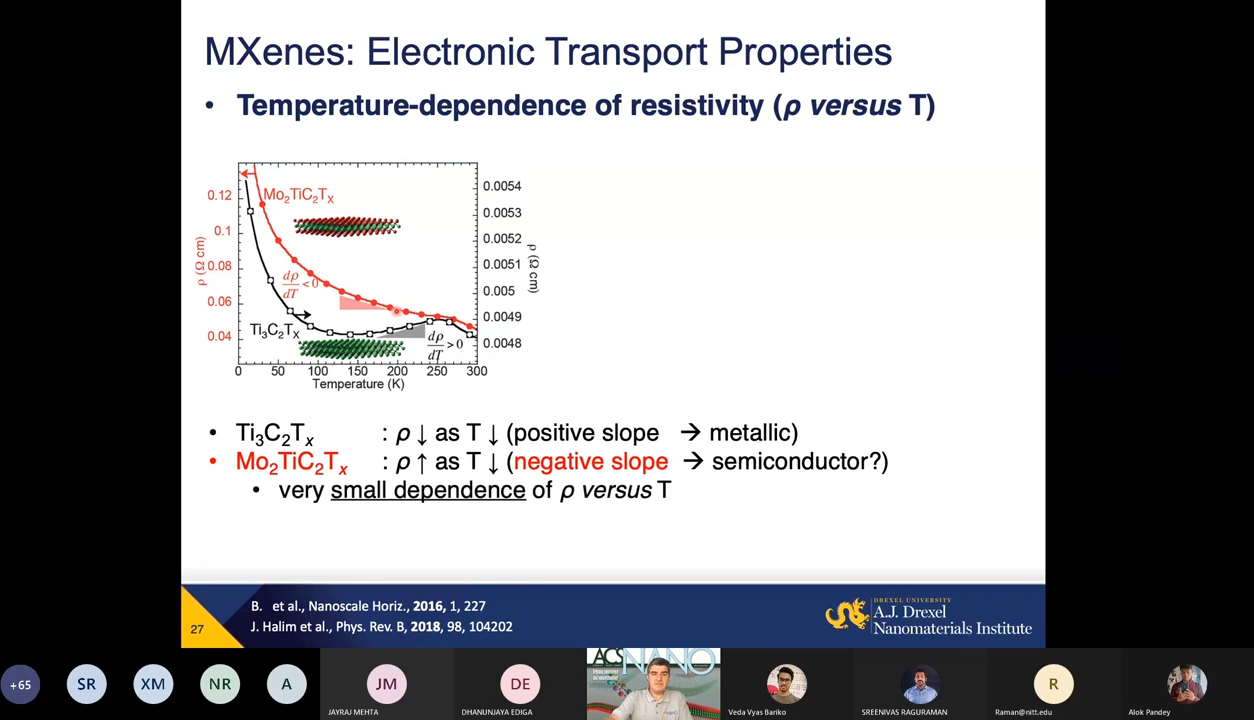 MXenes: Electronic Transport Properties
• Temperature-dependence of resistivity (ρ versus T)
0.12
0.1
0.08
0.06
0.04
ρ (Ω cm)
Mo₂TiC₂Tₓ
dρ/dT < 0
Ti₃C₂Tₓ
dρ/dT > 0
0.0054
0.0053
0.0052
0.0051
0.005
0.0049
0.0048
ρ (Ω cm)
0 50 100 150 200 250 300
Temperature (K)
• Ti₃C₂Tₓ : ρ ↓ as T ↓ (positive slope → metallic)
• Mo₂TiC₂Tₓ : ρ ↑ as T ↓ (negative slope → semiconductor?)
• very small dependence of ρ versus T
27
B. et al., Nanoscale Horiz., 2016, 1, 227
J. Halim et al., Phys. Rev. B, 2018, 98, 104202
DREXEL UNIVERSITY
A.J. Drexel
Nanomaterials Institute
+65
SR
XM
NR
A
JM
JAYRAJ MEHTA
DE
DHANUNJAYA EDIGA
ACS NANO
Veda Vyas Bariko
SREENIVAS RAGURAMAN
R
Raman@nitt.edu
Alok Pandey